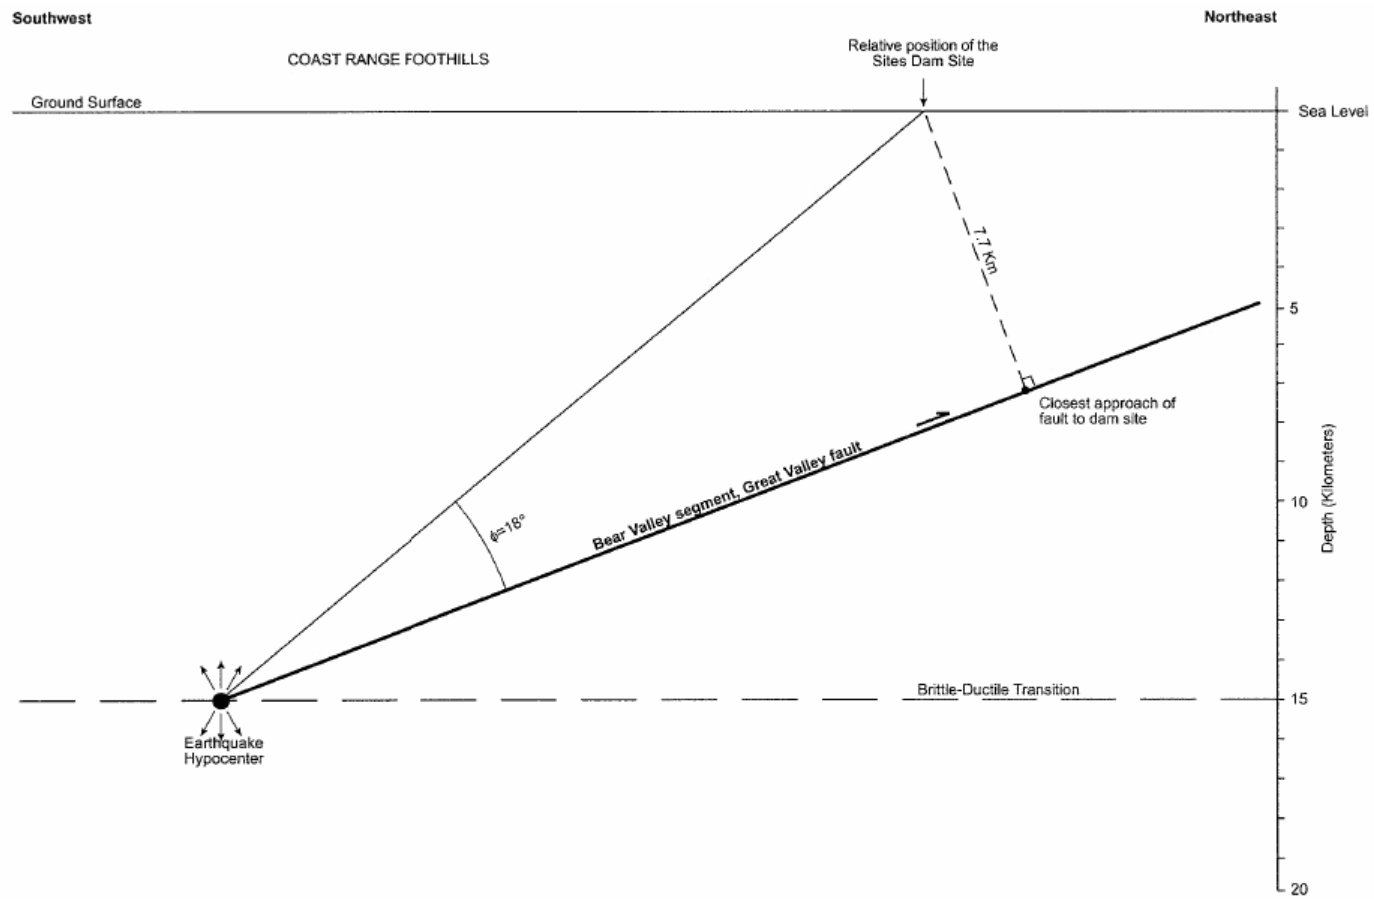 Southwest
Northeast
COAST RANGE FOOTHILLS
Relative position of the
Sites Dam Site
Ground Surface
Sea Level
7.7 Km
5
Closest approach of
fault to dam site
Bear Valley segment, Great Valley fault
10
Depth (Kilometers)
ϕ=18°
Brittle-Ductile Transition
15
Earthquake
Hypocenter
20